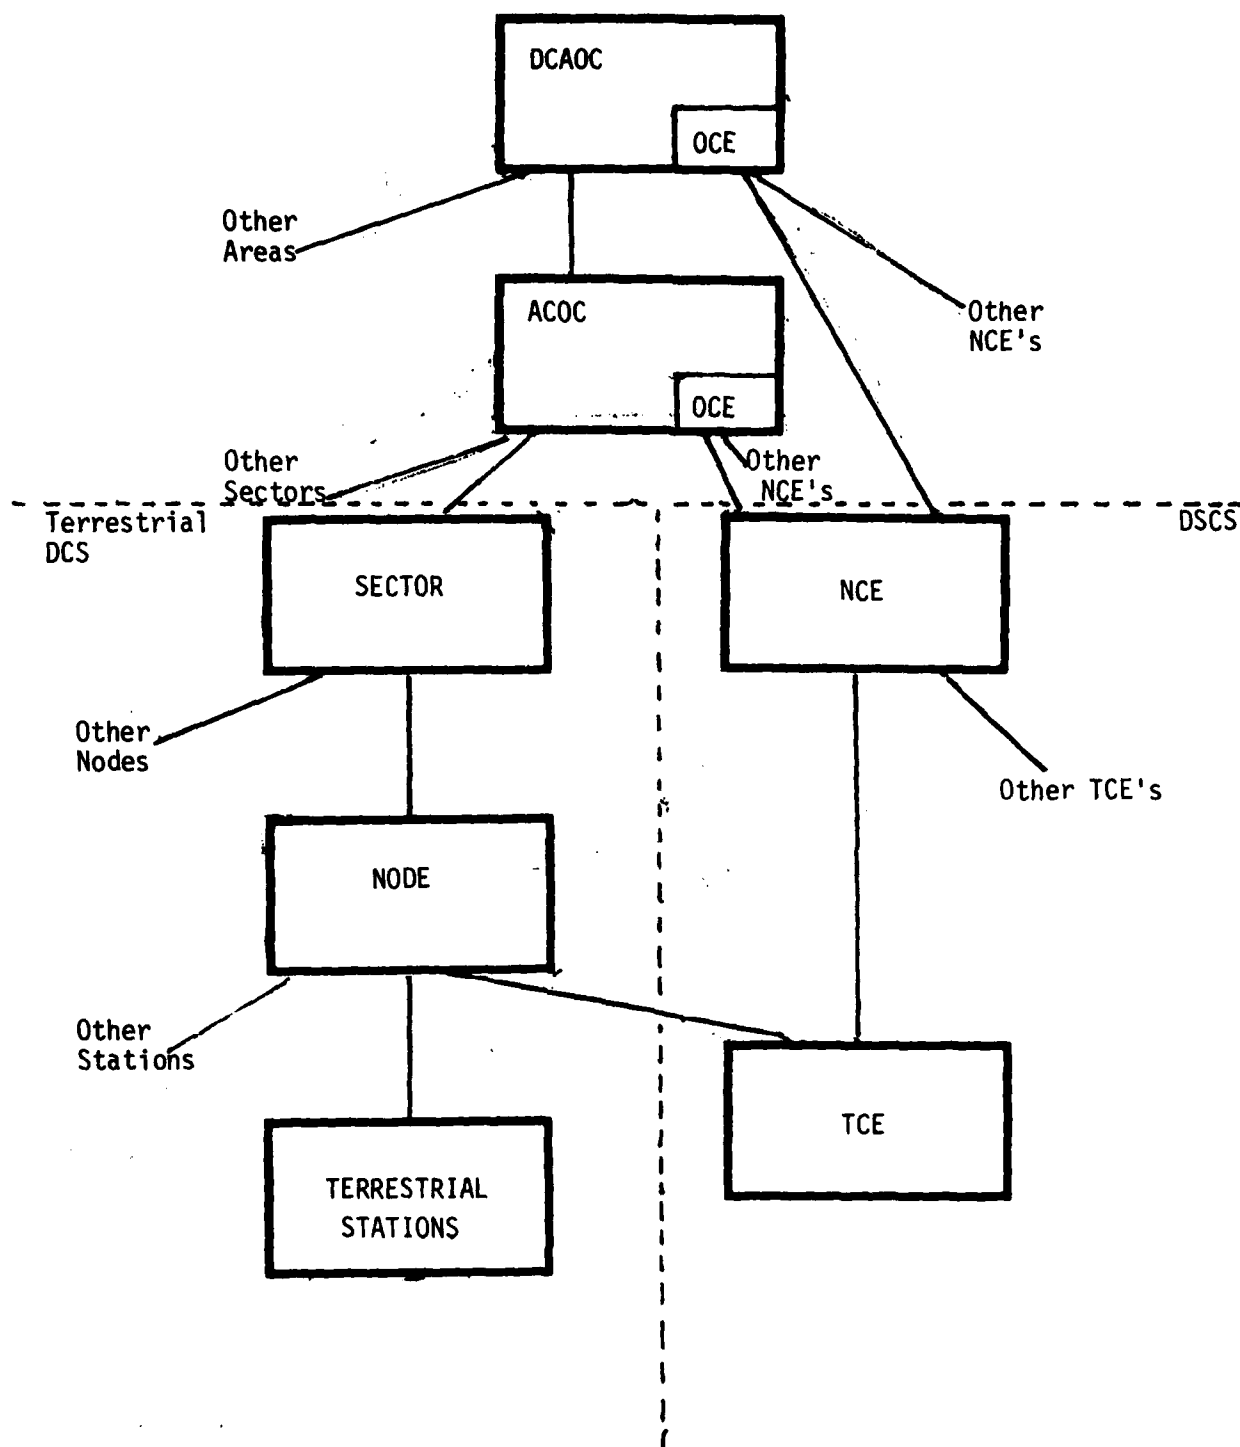 DCAOC
OCE
Other
Areas
ACOC
Other
NCE's
OCE
Other
Sectors
Other
NCE's
Terrestrial
DCS
DSCS
SECTOR
NCE
Other
Nodes
Other TCE's
NODE
Other
Stations
TCE
TERRESTRIAL
STATIONS